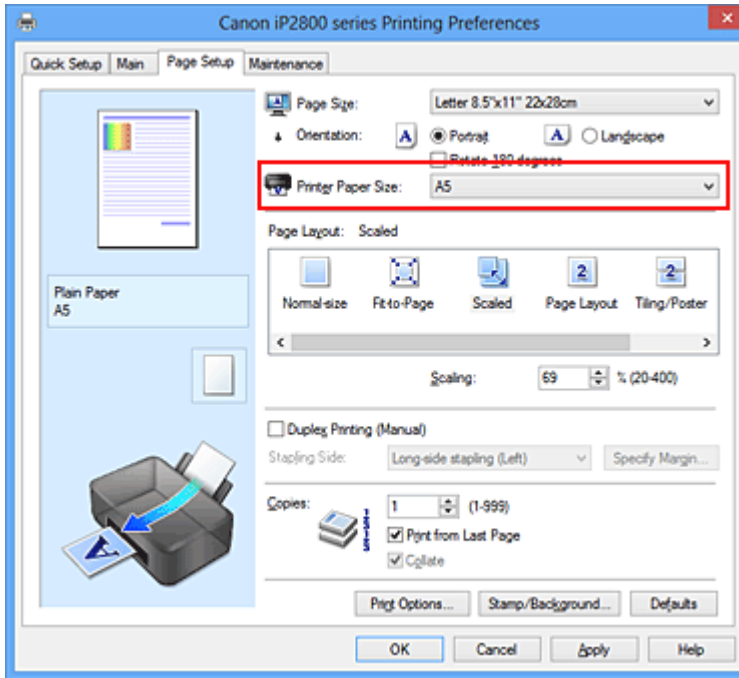 Canon iP2800 series Printing Preferences
Quick Setup Main Page Setup Maintenance
Page Size: Letter 8.5"x11" 22x28cm
Orientation: A Portrait A Landscape
Rotate 180 degrees
Printer Paper Size: A5
Page Layout: Scaled
Normal-size Fit-to-Page Scaled Page Layout Tiling/Poster
Plain Paper
A5
Scaling: 69 % (20-400)
Duplex Printing (Manual)
Stapling Side: Long-side stapling (Left) Specify Margin...
Copies: 1 (1-999)
Print from Last Page
Collate
Print Options... Stamp/Background... Defaults
OK Cancel Apply Help